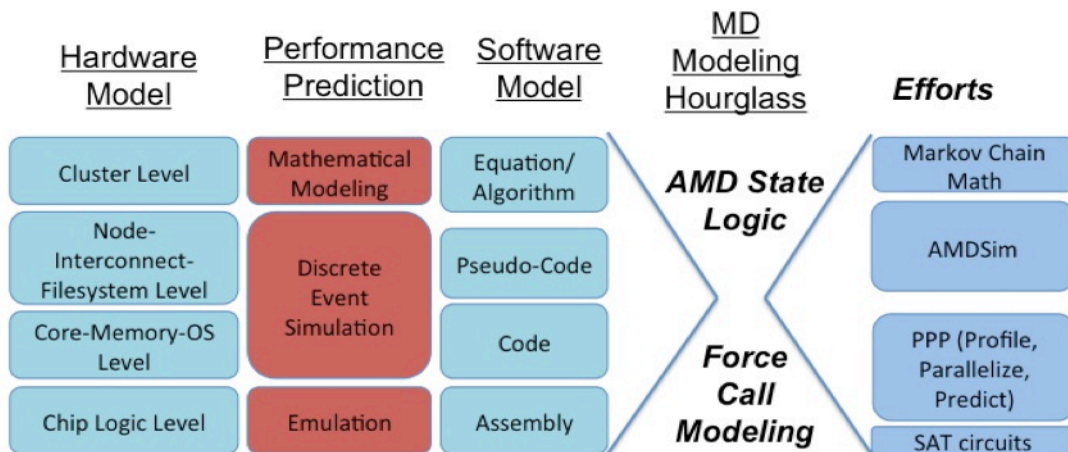 Hardware
Model
Performance
Prediction
Software
Model
MD
Modeling
Hourglass
Efforts
Cluster Level
Node-
Interconnect-
Filesystem Level
Core-Memory-OS
Level
Chip Logic Level
Mathematical
Modeling
Discrete
Event
Simulation
Emulation
Equation/
Algorithm
Pseudo-Code
Code
Assembly
AMD State
Logic
Force
Call
Modeling
Markov Chain
Math
AMDSim
PPP (Profile,
Parallelize,
Predict)
SAT circuits